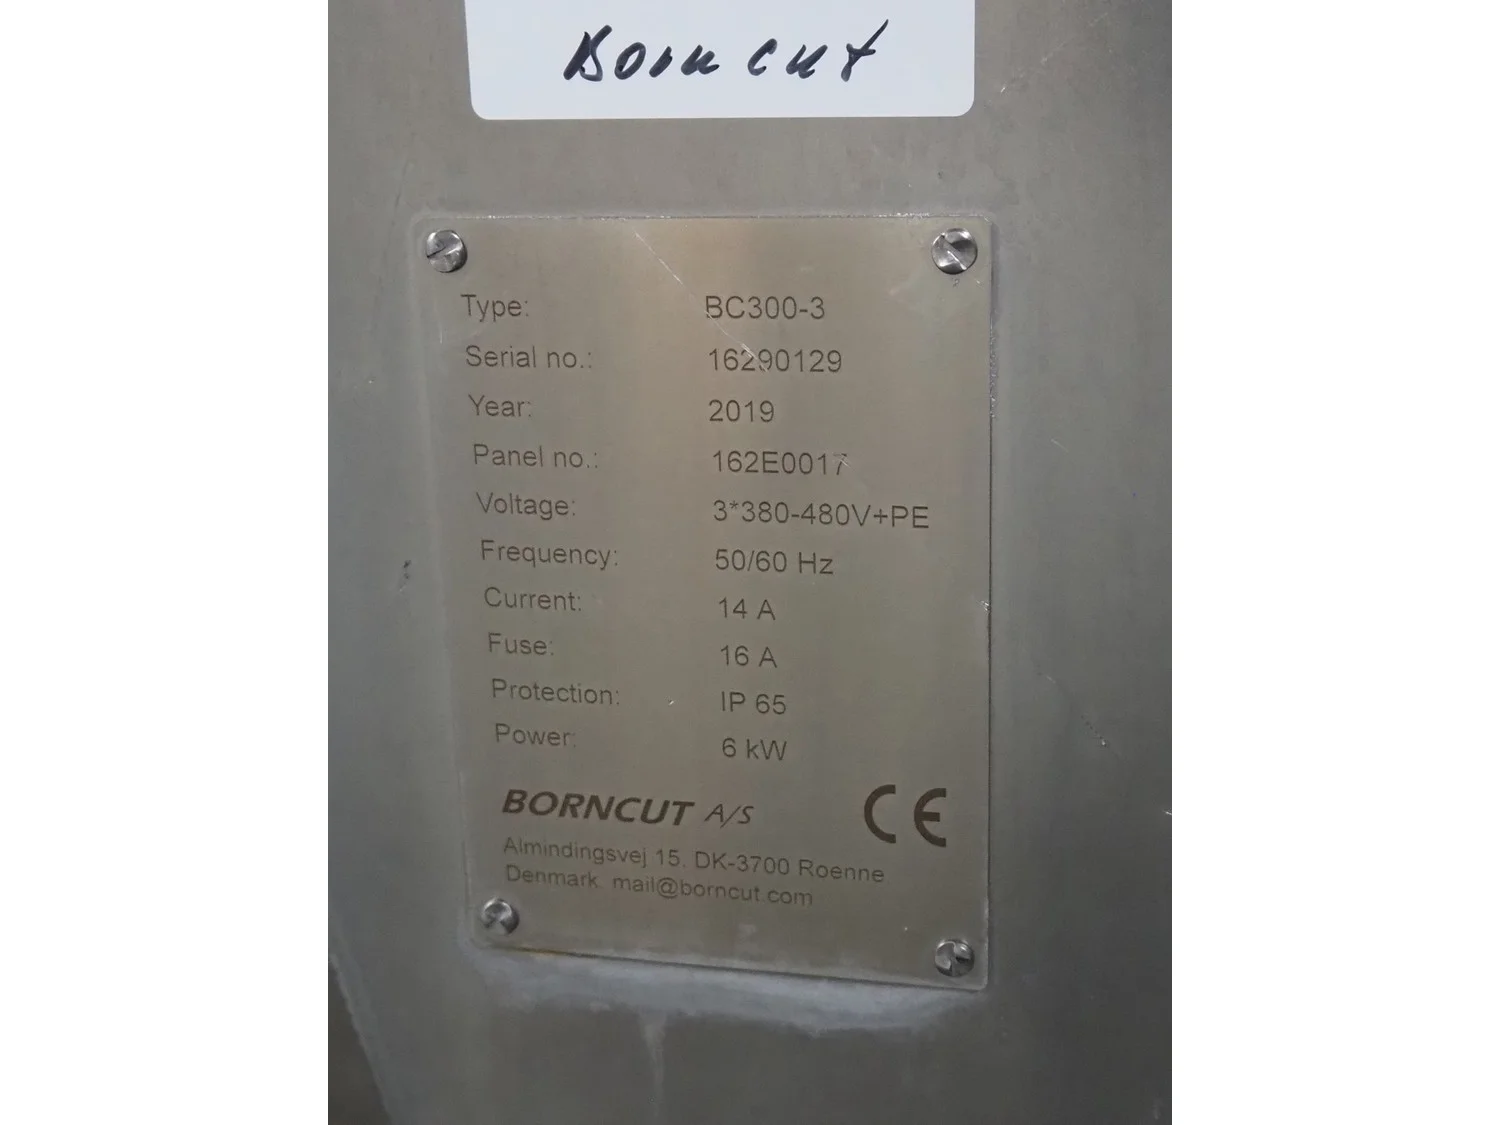 Borncut
Type: BC300-3
Serial no.: 16290129
Year: 2019
Panel no.: 162E0017
Voltage: 3*380-480V+PE
Frequency: 50/60 Hz
Current: 14 A
Fuse: 16 A
Protection: IP 65
Power: 6 kW
BORNCUT A/S CE
Almindingsvej 15. DK-3700 Roenne
Denmark. mail@borncut.com